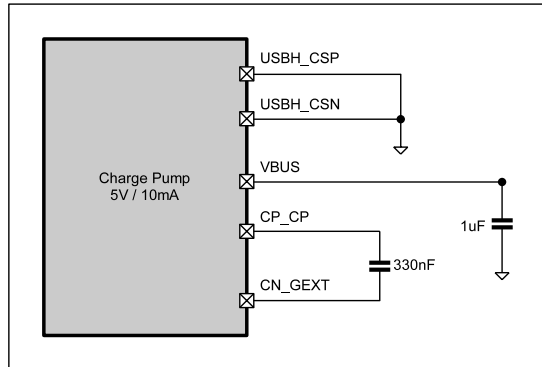 USBH_CSP
USBH_CSN
VBUS
Charge Pump
5V / 10mA
CP_CP
1uF
330nF
CN_GEXT